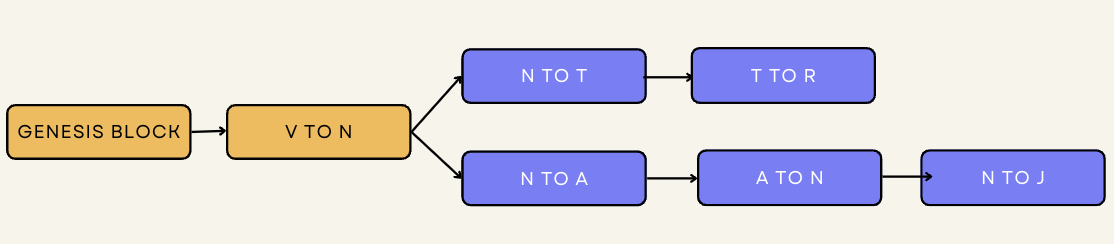 GENESIS BLOCK
V TO N
N TO T
T TO R
N TO A
A TO N
N TO J